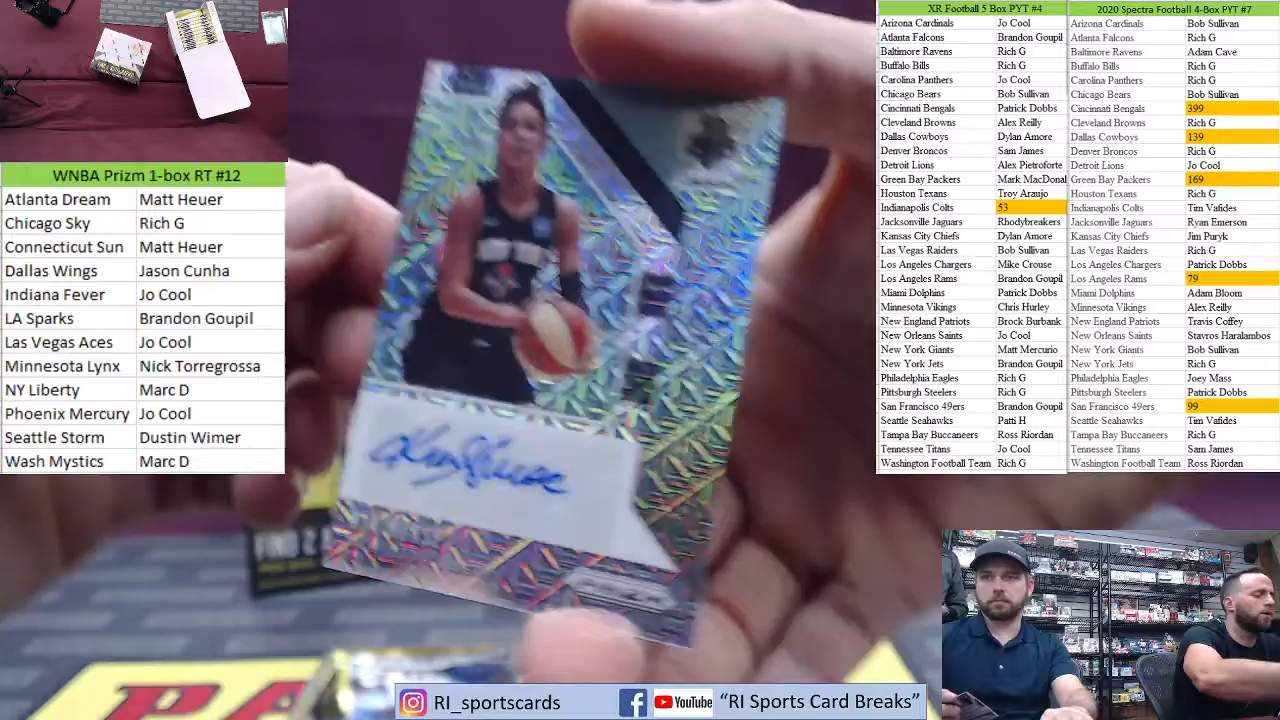 WNBA Prizm 1-box RT #12
Atlanta Dream Matt Heuer
Chicago Sky Rich G
Connecticut Sun Matt Heuer
Dallas Wings Jason Cunha
Indiana Fever Jo Cool
LA Sparks Brandon Goupil
Las Vegas Aces Jo Cool
Minnesota Lynx Nick Torregrossa
NY Liberty Marc D
Phoenix Mercury Jo Cool
Seattle Storm Dustin Wimer
Wash Mystics Marc D
XR Football 5 Box PYT #4
Arizona Cardinals Jo Cool
Atlanta Falcons Brandon Goupil
Baltimore Ravens Rich G
Buffalo Bills Rich G
Carolina Panthers Jo Cool
Chicago Bears Bob Sullivan
Cincinnati Bengals Patrick Dobbs
Cleveland Browns Alex Reilly
Dallas Cowboys Dylan Amore
Denver Broncos Sam James
Detroit Lions Alex Pietroforte
Green Bay Packers Mark MacDonal
Houston Texans Troy Araujo
Indianapolis Colts 53
Jacksonville Jaguars Rhodybreakers
Kansas City Chiefs Dylan Amore
Las Vegas Raiders Bob Sullivan
Los Angeles Chargers Mike Crouse
Los Angeles Rams Brandon Goupil
Miami Dolphins Patrick Dobbs
Minnesota Vikings Chris Hurley
New England Patriots Brock Burbank
New Orleans Saints Jo Cool
New York Giants Matt Mercurio
New York Jets Brandon Goupil
Philadelphia Eagles Rich G
Pittsburgh Steelers Rich G
San Francisco 49ers Brandon Goupil
Seattle Seahawks Patti H
Tampa Bay Buccaneers Ross Riordan
Tennessee Titans Jo Cool
Washington Football Team Rich G
2020 Spectra Football 4-Box PYT #7
Arizona Cardinals Bob Sullivan
Atlanta Falcons Rich G
Baltimore Ravens Adam Cave
Buffalo Bills Rich G
Carolina Panthers Rich G
Chicago Bears Bob Sullivan
Cincinnati Bengals 399
Cleveland Browns Rich G
Dallas Cowboys 139
Denver Broncos Rich G
Detroit Lions Jo Cool
Green Bay Packers 169
Houston Texans Rich G
Indianapolis Colts Tim Vafides
Jacksonville Jaguars Ryan Emerson
Kansas City Chiefs Jim Puryk
Las Vegas Raiders Rich G
Los Angeles Chargers Patrick Dobbs
Los Angeles Rams 79
Miami Dolphins Adam Bloom
Minnesota Vikings Alex Reilly
New England Patriots Travis Coffey
New Orleans Saints Stavros Haralambos
New York Giants Bob Sullivan
New York Jets Rich G
Philadelphia Eagles Joey Mass
Pittsburgh Steelers Patrick Dobbs
San Francisco 49ers 99
Seattle Seahawks Tim Vafides
Tampa Bay Buccaneers Rich G
Tennessee Titans Sam James
Washington Football Team Ross Riordan
RI_sportscards
YouTube
"RI Sports Card Breaks"